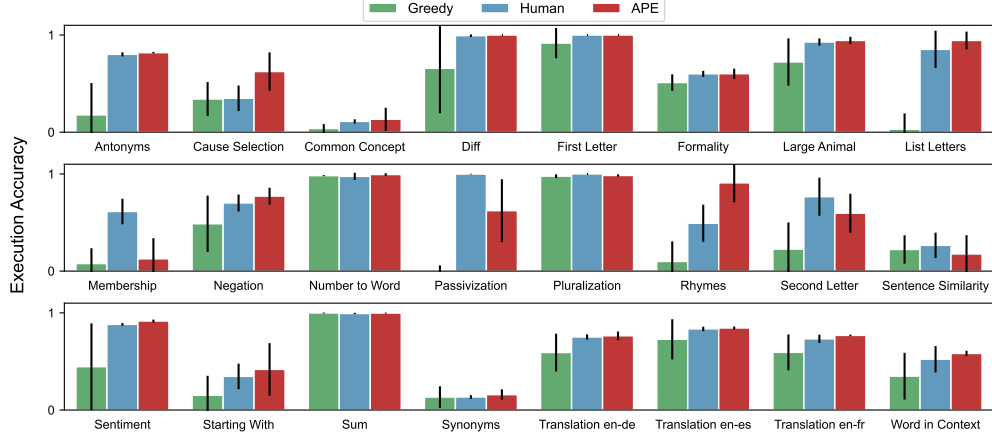 Greedy Human APE
Execution Accuracy
1
0
Antonyms Cause Selection Common Concept Diff First Letter Formality Large Animal List Letters
1
0
Membership Negation Number to Word Passivization Pluralization Rhymes Second Letter Sentence Similarity
1
0
Sentiment Starting With Sum Synonyms Translation en-de Translation en-es Translation en-fr Word in Context